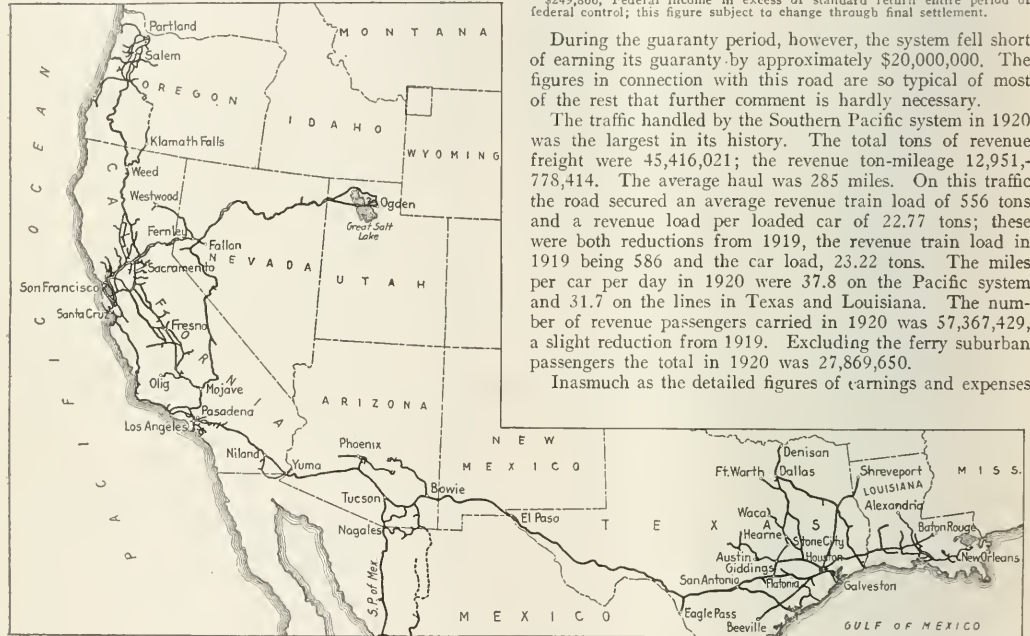 $249,800, Federal income in excess of standard return entire period of
federal control; this figure subject to change through final settlement.
During the guaranty period, however, the system fell short
of earning its guaranty by approximately $20,000,000. The
figures in connection with this road are so typical of most
of the rest that further comment is hardly necessary.
The traffic handled by the Southern Pacific system in 1920
was the largest in its history. The total tons of revenue
freight were 45,416,021; the revenue ton-mileage 12,951,-
778,414. The average haul was 285 miles. On this traffic
the road secured an average revenue train load of 556 tons
and a revenue load per loaded car of 22.77 tons; these
were both reductions from 1919, the revenue train load in
1919 being 586 and the car load, 23.22 tons. The miles
per car per day in 1920 were 37.8 on the Pacific system
and 31.7 on the lines in Texas and Louisiana. The num-
ber of revenue passengers carried in 1920 was 57,367,429,
a slight reduction from 1919. Excluding the ferry suburban
passengers the total in 1920 was 27,869,650.
Inasmuch as the detailed figures of earnings and expenses
Portland
MONTANA
Salem
OREGON
IDAHO
WYOMING
Klamath Falls
Weed
Westwood
Fernley
Fallon
Ogden
Great Salt
Lake
NEVADA
UTAH
Sacramento
San Francisco
Santa Cruz
Fresno
CALIFORNIA
Olig
Mojave
Pasadena
Los Angeles
ARIZONA
NEW
MEXICO
Niland
Yuma
Phoenix
Tucson
Bowie
Nagales
El Paso
S.P. of Mex.
MEXICO
PACIFIC OCEAN
TEXAS
Denisan
Ft. Warth
Dallas
Shreveport
LOUISIANA
MISS.
Alexandria
Waca
Hearne
Stone City
Baton Rouge
Austin
Houston
New Orleans
Giddings
San Antonia
Flatonia
Galveston
Eagle Pass
Beeville
GULF OF MEXICO